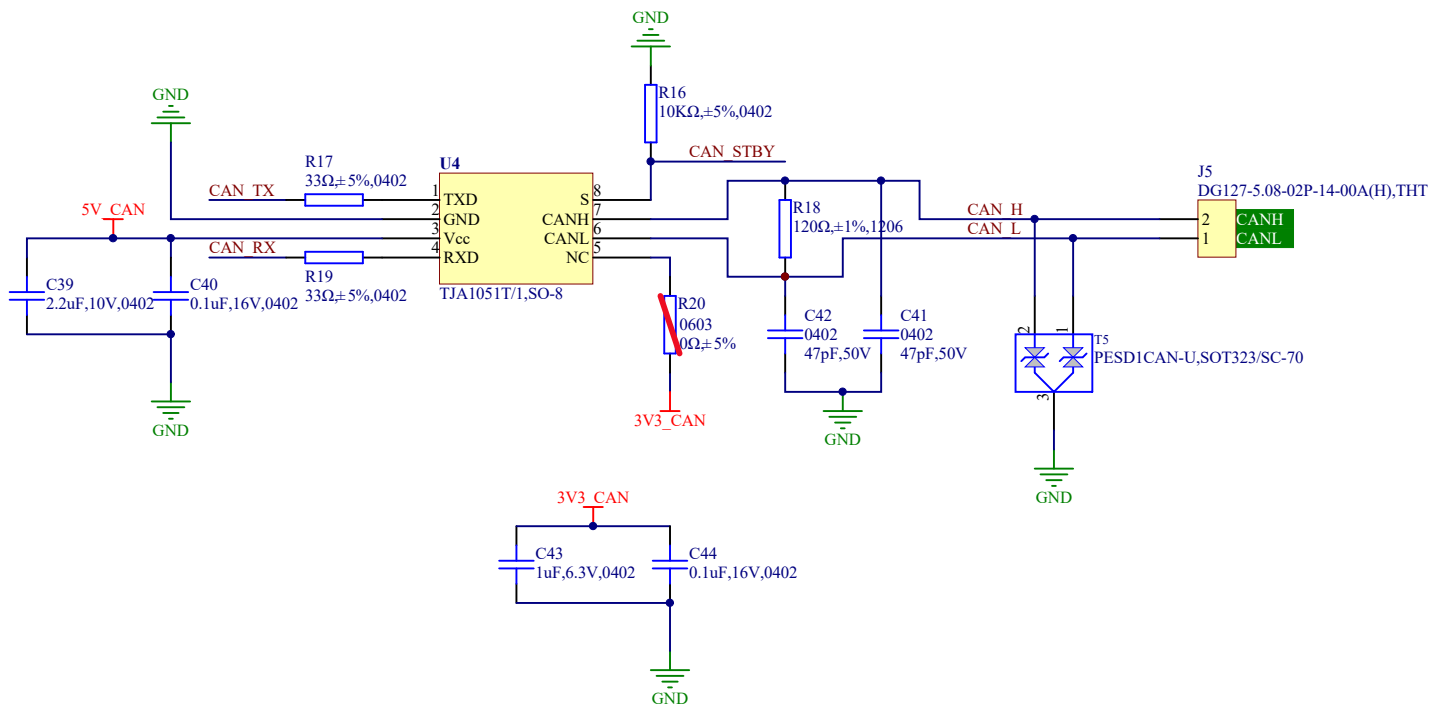 GND
R16
10KΩ,±5%,0402
CAN_STBY
GND
R17
33Ω,±5%,0402
CAN_TX
U4
1
TXD
2
GND
3
Vcc
4
RXD
S
8
CANH
7
CANL
6
NC
5
TJA1051T/1,SO-8
5V_CAN
CAN_RX
R19
33Ω,±5%,0402
C39
2.2uF,10V,0402
C40
0.1uF,16V,0402
GND
R20
0603
0Ω,±5%
3V3_CAN
R18
120Ω,±1%,1206
C42
0402
47pF,50V
C41
0402
47pF,50V
GND
CAN_H
CAN_L
J5
DG127-5.08-02P-14-00A(H),THT
2
CANH
1
CANL
2
1
T5
PESD1CAN-U,SOT323/SC-70
3
GND
3V3_CAN
C43
1uF,6.3V,0402
C44
0.1uF,16V,0402
GND